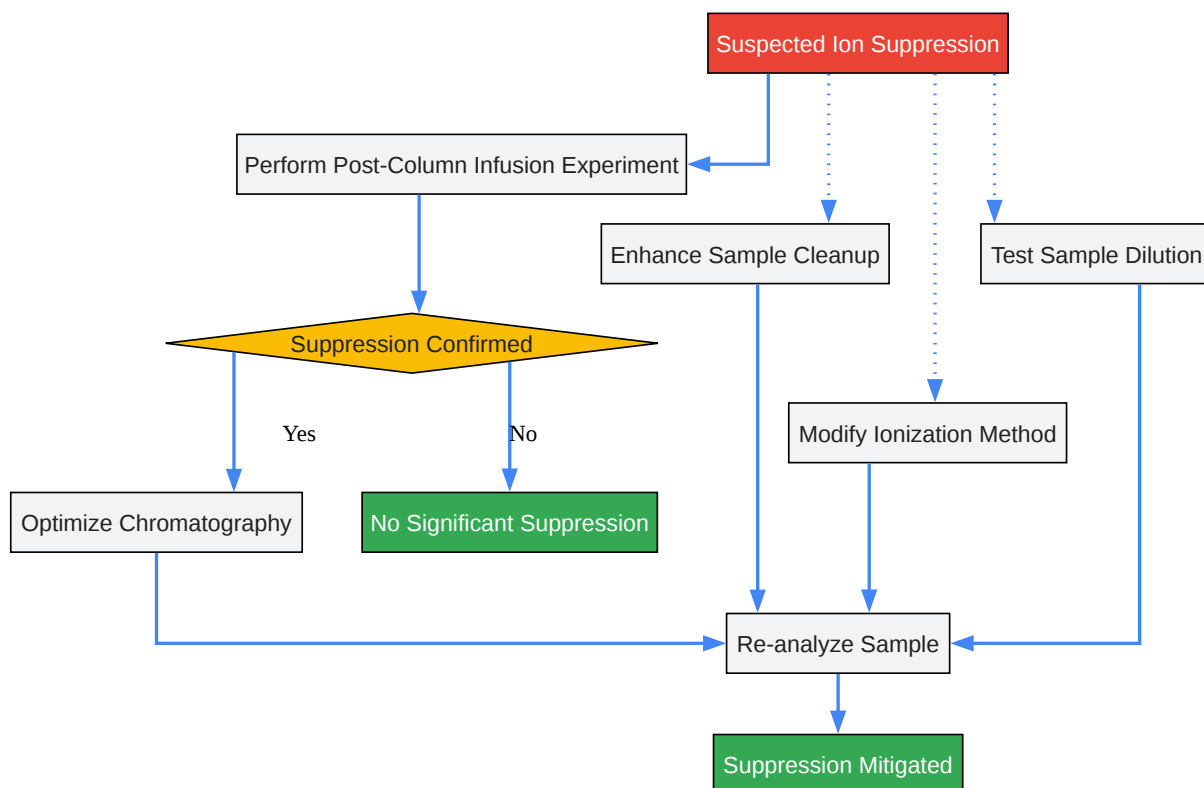 Suspected Ion Suppression
Perform Post-Column Infusion Experiment
Enhance Sample Cleanup
Test Sample Dilution
Suppression Confirmed
Modify Ionization Method
Yes
No
Optimize Chromatography
No Significant Suppression
Re-analyze Sample
Suppression Mitigated